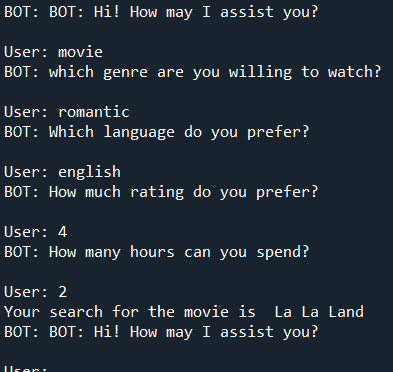 BOT: BOT: Hi! How may I assist you?
User: movie
BOT: which genre are you willing to watch?
User: romantic
BOT: Which language do you prefer?
User: english
BOT: How much rating do you prefer?
User: 4
BOT: How many hours can you spend?
User: 2
Your search for the movie is  La La Land
BOT: BOT: Hi! How may I assist you?
User: